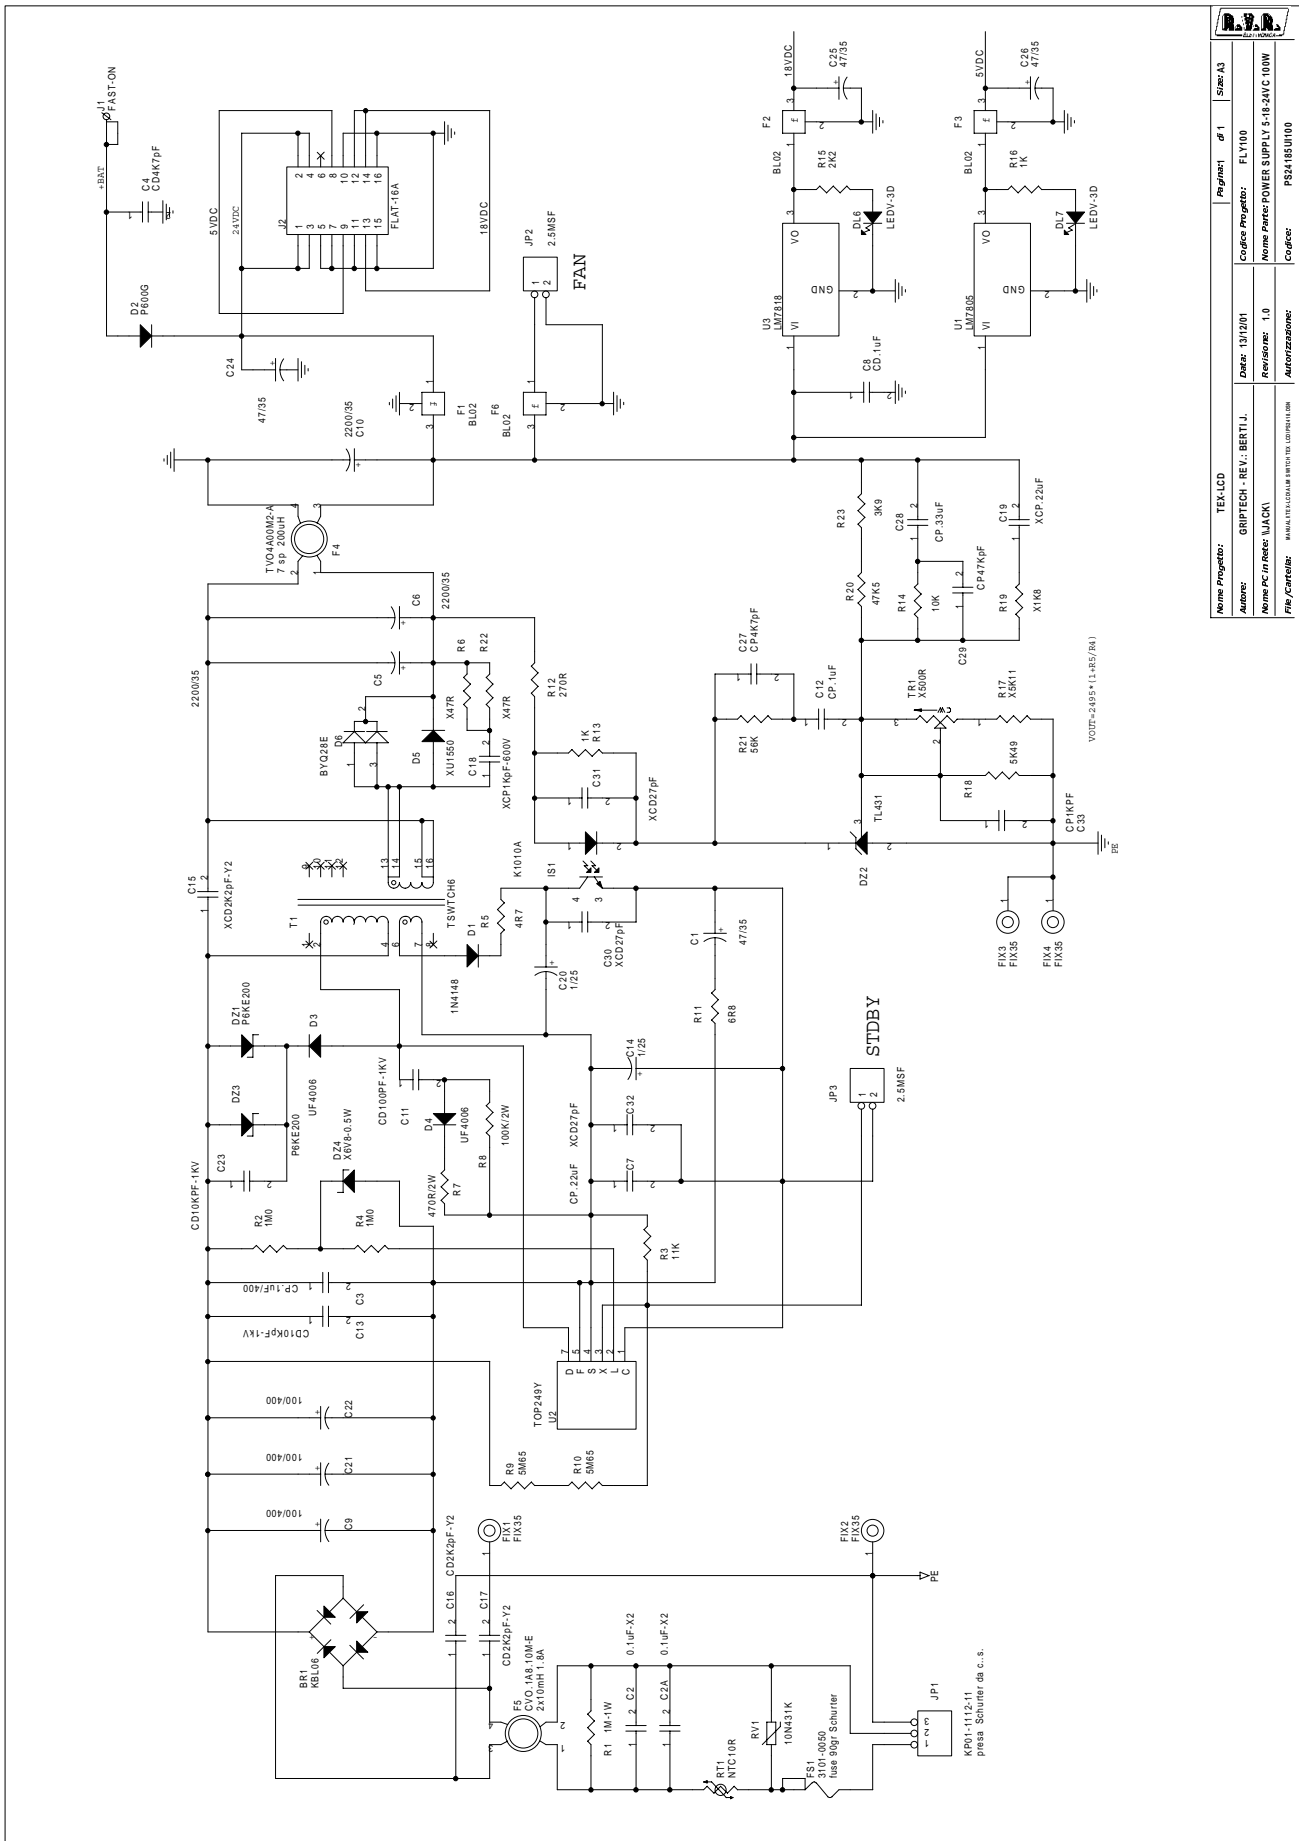 J1
FAST-ON
+BAT
C4
CD4K7pF
D2
P600G
5VDC
24VDC
J2
FLAT-16A
18VDC
C24
47/35
F1
BL02
F6
BL02
JP2
2.5MSF
FAN
2200/35
C10
TVO4A00M2-A
7 sp 200uH
F4
2200/35
C5
C6
2200/35
BYQ28E
D6
D5
XU1550
R6
X47R
R22
X47R
C18
XCP1KpF-600V
R12
270R
1K
R13
C31
XCD27pF
K1010A
IS1
C15
XCD2K2pF-Y2
T1
TSWTCH6
D1
1N4148
R5
4R7
C20
1/25
C30
XCD27pF
C1
47/35
R11
6R8
C14
1/25
C32
XCD27pF
C7
CP.22uF
DZ1
P6KE200
DZ3
P6KE200
D3
UF4006
C23
CD10KPF-1KV
DZ4
X6V8-0.5W
R2
1M0
R4
1M0
CD100PF-1KV
C11
D4
UF4006
R8
100K/2W
R7
470R/2W
R3
11K
CP.1uF/400
C3
CD10KpF-1kV
C13
100/400
C22
100/400
C21
100/400
C9
TOP249Y
U2
D
F
S
X
L
C
R9
5M65
R10
5M65
BR1
KBL06
CD2K2pF-Y2
C16
C17
CD2K2pF-Y2
FIX1
FIX35
FIX2
FIX35
PE
F5
CVO.1A8.10M-E
2x10mH 1.8A
R1 1M-1W
C2
0.1uF-X2
C2A
0.1uF-X2
RT1
NTC10R
RV1
10N431K
FS1
3101-0050
fuse 90gr Schurter
JP1
KP01-1112-11
presa Schurter da c..s.
JP3
2.5MSF
STDBY
FIX3
FIX35
FIX4
FIX35
DZ2
TL431
R21
56K
C27
CP4K7pF
C12
CP.1uF
TR1
X500R
CW
R17
X5K11
R18
5K49
CP1KPF
C33
PE
VOUT=2495*(1+R5/R4)
R23
3K9
R20
47K5
R14
10K
C28
CP.33uF
CP47KpF
C29
R19
X1K8
C19
XCP.22uF
C8
CD.1uF
U3
LM7818
VI
VO
GND
U1
LM7805
VI
VO
GND
R15
2K2
DL6
LEDV-3D
R16
1K
DL7
LEDV-3D
F2
BL02
F3
BL02
18VDC
C25
47/35
5VDC
C26
47/35
R.V.R.
ELETTRONICA
Nome Progetto: TEX-LCD Pagina:1 di 1 Size: A3
Autore: GRIPTECH - REV.: BERTI J. Data: 13/12/01 Codice Progetto: FLY100
Nome PC in Rete: \\JACK\ Revisione: 1.0 Nome Parte: POWER SUPPLY 5-18-24VC 100W
File/Cartella: Autorizzazione: Codice: PS24185UI100